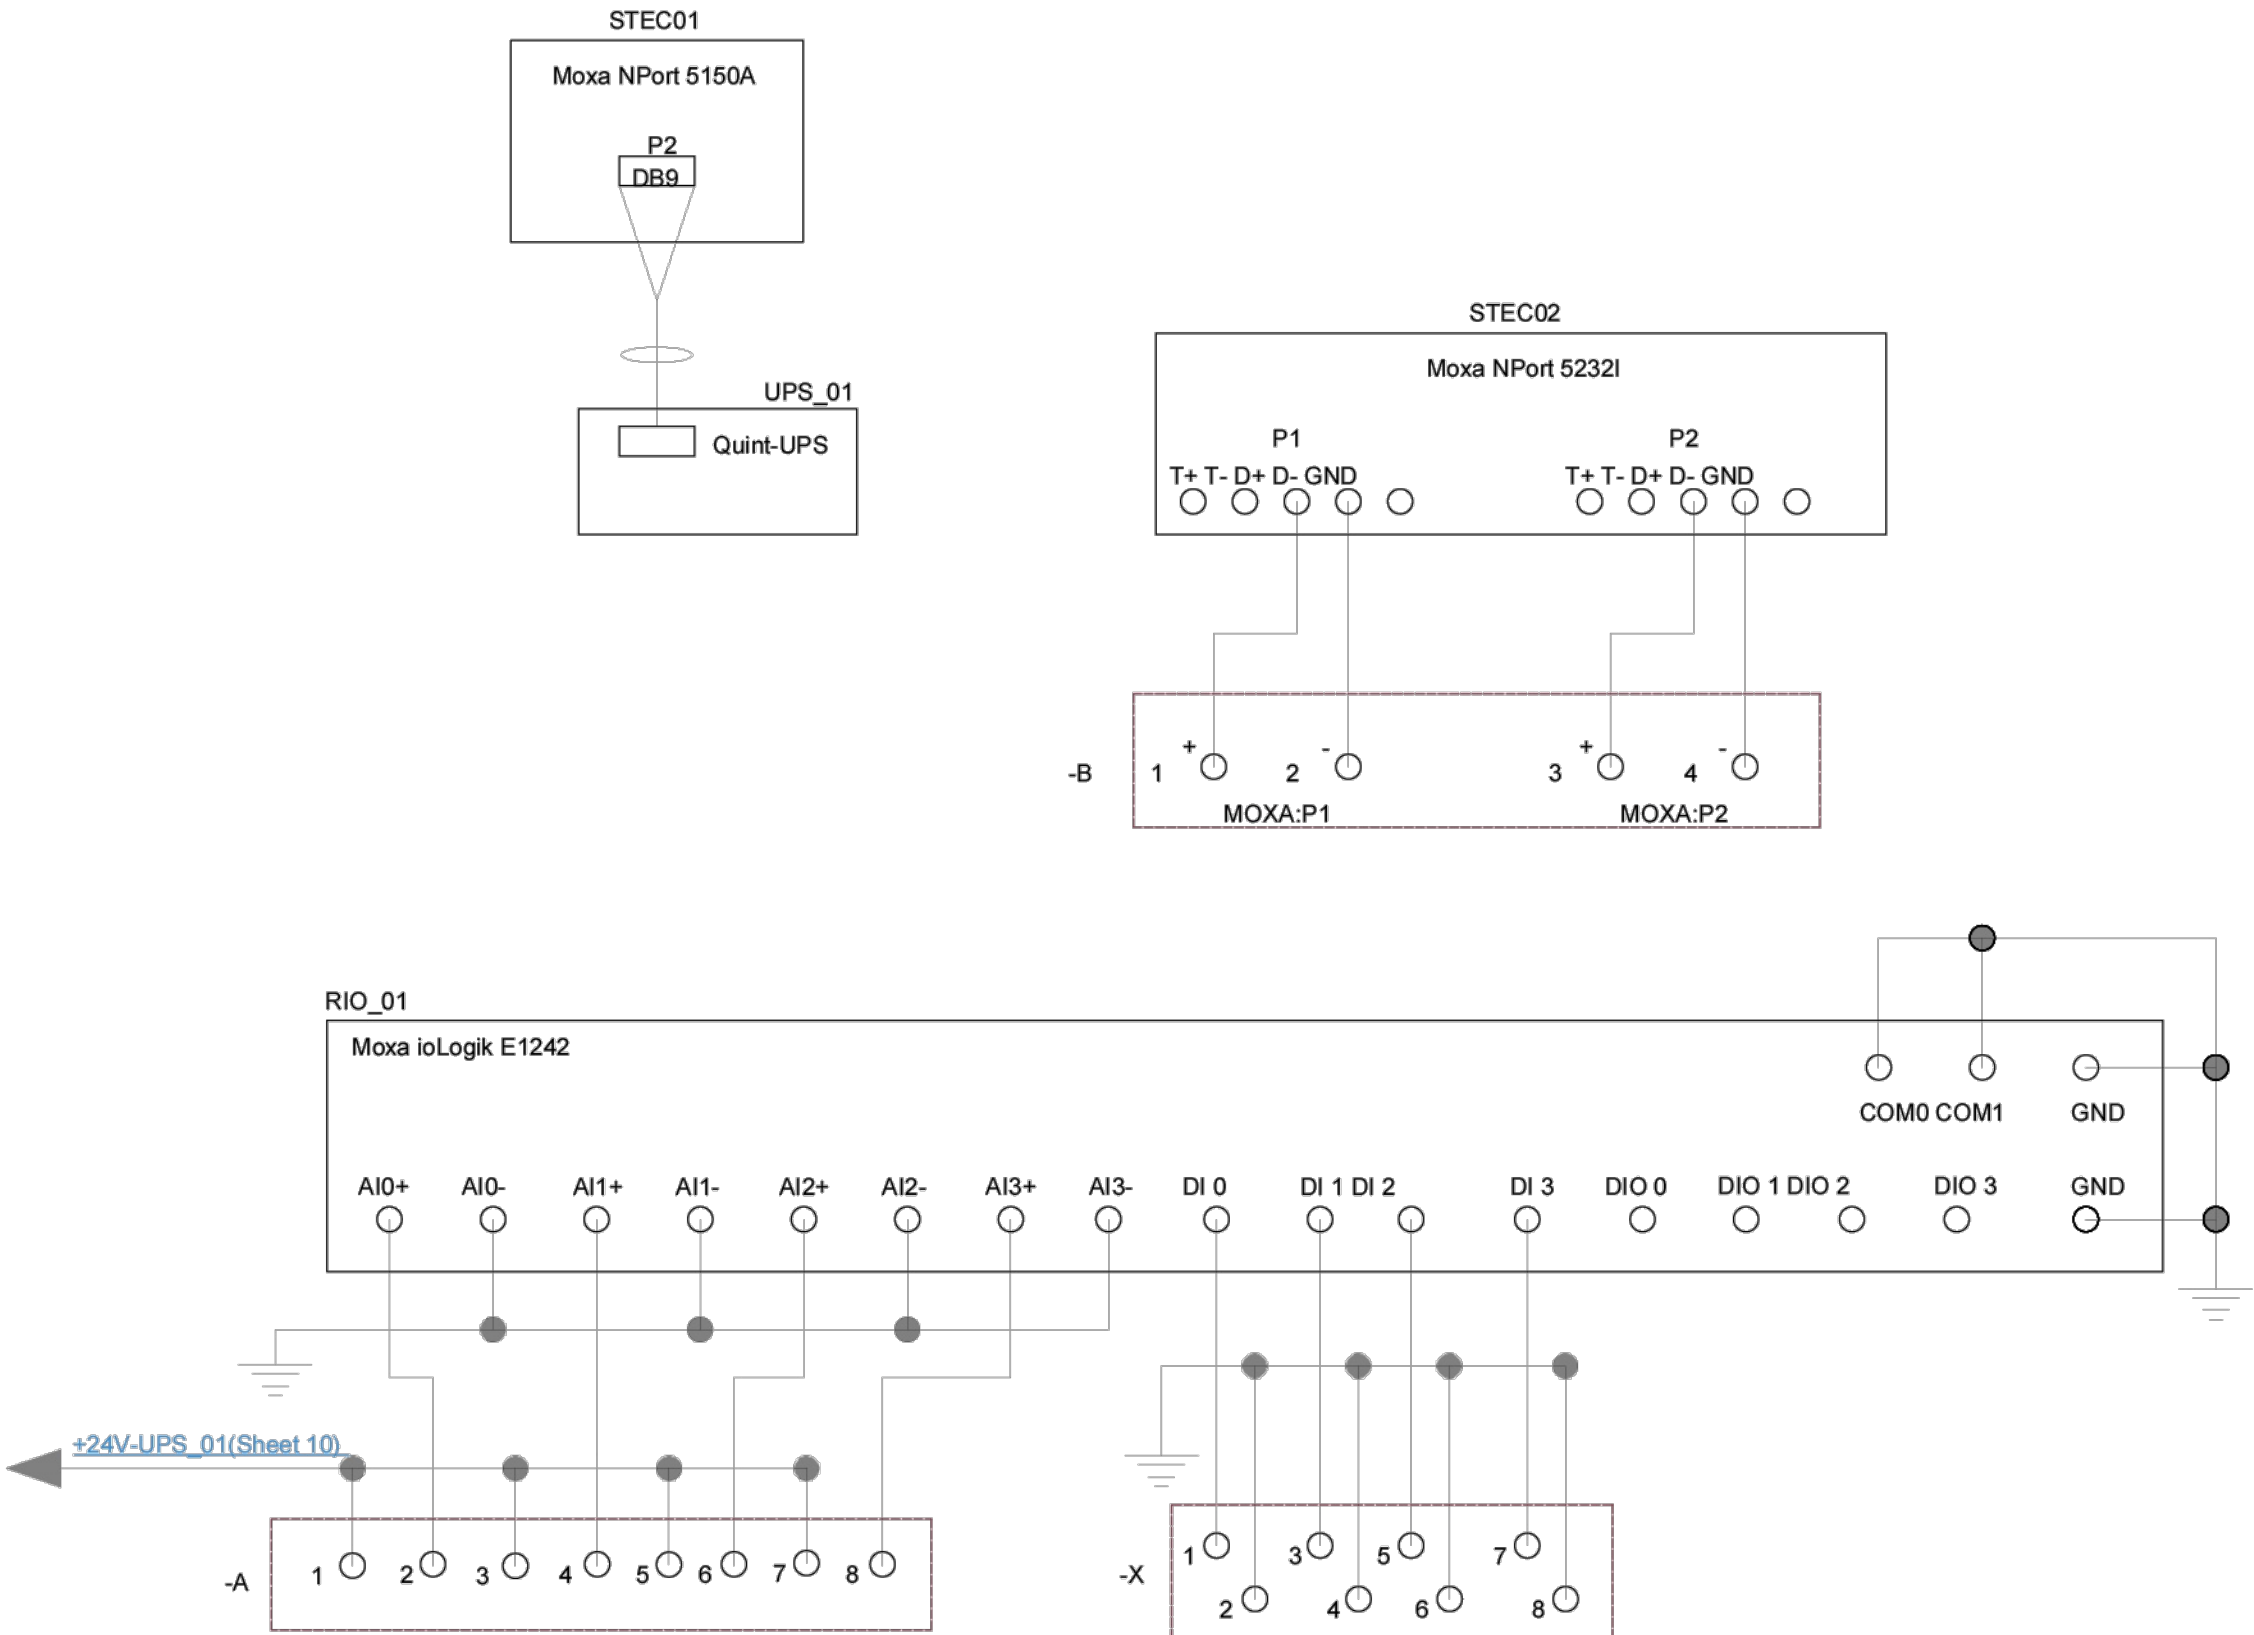 STEC01
Moxa NPort 5150A
P2
DB9
UPS_01
Quint-UPS
STEC02
Moxa NPort 5232I
P1 P2
T+ T- D+ D- GND T+ T- D+ D- GND
+ - + -
-B 1 2 3 4
MOXA:P1 MOXA:P2
RIO_01
Moxa ioLogik E1242
COM0 COM1 GND
AI0+ AI0- AI1+ AI1- AI2+ AI2- AI3+ AI3- DI 0 DI 1 DI 2 DI 3 DIO 0 DIO 1 DIO 2 DIO 3 GND
+24V-UPS_01(Sheet 10)
-A 1 2 3 4 5 6 7 8
-X 1 3 5 7
2 4 6 8